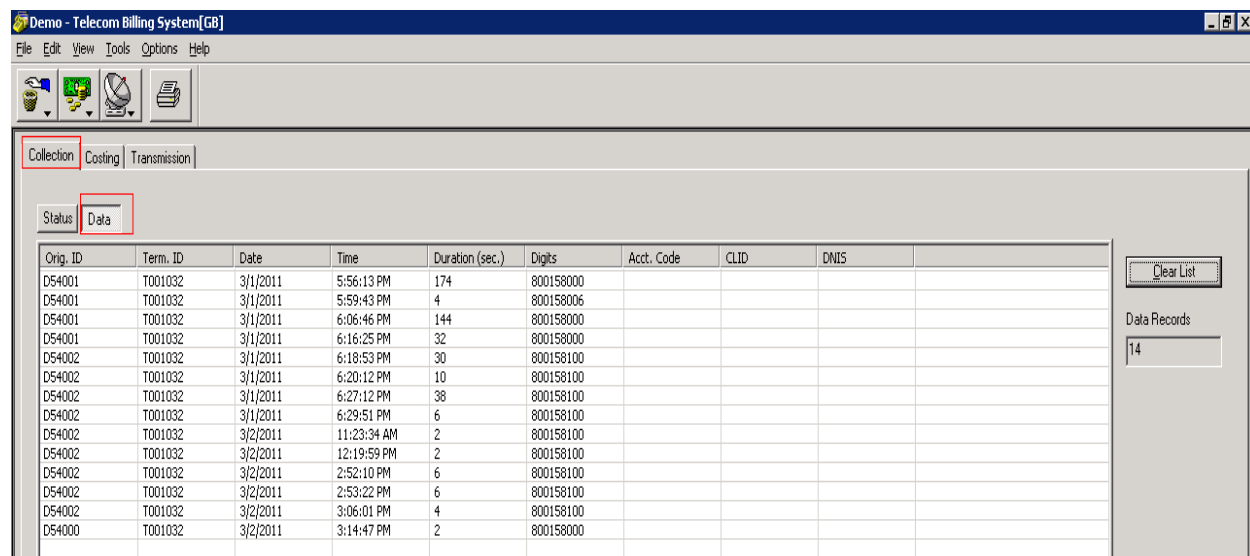 Demo - Telecom Billing System[GB]
File Edit View Tools Options Help
Collection Costing Transmission
Status Data
Orig. ID Term. ID Date Time Duration (sec.) Digits Acct. Code CLID DNIS
D54001 T001032 3/1/2011 5:56:13 PM 174 800158000
D54001 T001032 3/1/2011 5:59:43 PM 4 800158006
D54001 T001032 3/1/2011 6:06:46 PM 144 800158000
D54001 T001032 3/1/2011 6:16:25 PM 32 800158000
D54002 T001032 3/1/2011 6:18:53 PM 30 800158100
D54002 T001032 3/1/2011 6:20:12 PM 10 800158100
D54002 T001032 3/1/2011 6:27:12 PM 38 800158100
D54002 T001032 3/1/2011 6:29:51 PM 6 800158100
D54002 T001032 3/2/2011 11:23:34 AM 2 800158100
D54002 T001032 3/2/2011 12:19:59 PM 2 800158100
D54002 T001032 3/2/2011 2:52:10 PM 6 800158100
D54002 T001032 3/2/2011 2:53:22 PM 6 800158100
D54002 T001032 3/2/2011 3:06:01 PM 4 800158100
D54000 T001032 3/2/2011 3:14:47 PM 2 800158000
Clear List
Data Records
14